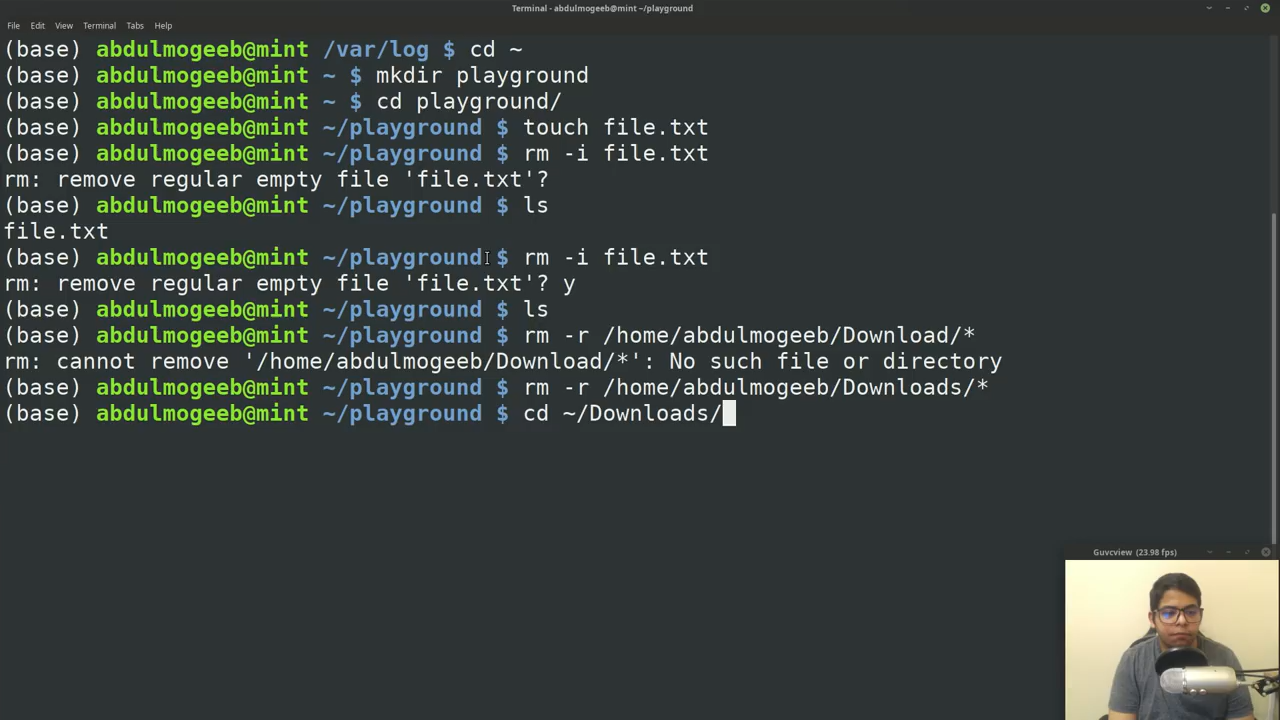 Terminal - abdulmogeeb@mint ~/playground
File Edit View Terminal Tabs Help
(base) abdulmogeeb@mint /var/log $ cd ~
(base) abdulmogeeb@mint ~ $ mkdir playground
(base) abdulmogeeb@mint ~ $ cd playground/
(base) abdulmogeeb@mint ~/playground $ touch file.txt
(base) abdulmogeeb@mint ~/playground $ rm -i file.txt
rm: remove regular empty file 'file.txt'?
(base) abdulmogeeb@mint ~/playground $ ls
file.txt
(base) abdulmogeeb@mint ~/playground $ rm -i file.txt
rm: remove regular empty file 'file.txt'? y
(base) abdulmogeeb@mint ~/playground $ ls
(base) abdulmogeeb@mint ~/playground $ rm -r /home/abdulmogeeb/Download/*
rm: cannot remove '/home/abdulmogeeb/Download/*': No such file or directory
(base) abdulmogeeb@mint ~/playground $ rm -r /home/abdulmogeeb/Downloads/*
(base) abdulmogeeb@mint ~/playground $ cd ~/Downloads/
Guvcview (23.98 fps)